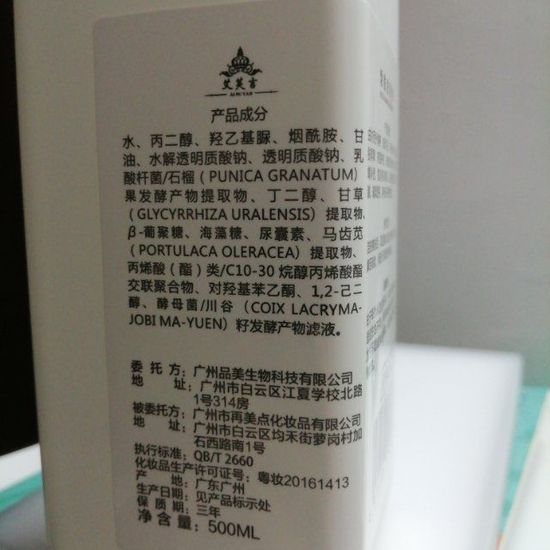 艾芙言
产品成分
水、丙二醇、羟乙基脲、烟酰胺、甘
油、水解透明质酸钠、透明质酸钠、乳
酸杆菌/石榴（PUNICA GRANATUM）
果发酵产物提取物、丁二醇、甘草
（GLYCYRRHIZA URALENSIS）提取物、
β-葡聚糖、海藻糖、尿囊素、马齿苋
（PORTULACA OLERACEA）提取物、
丙烯酸（酯）类/C10-30 烷醇丙烯酸酯
交联聚合物、对羟基苯乙酮、1,2-己二
醇、酵母菌/川谷（COIX LACRYMA-
JOBI MA-YUEN）籽发酵产物滤液。
委托方：广州品美生物科技有限公司
地址：广州市白云区江夏学校北路
1号314房
被委托方：广州市再美点化妆品有限公司
地址：广州市白云区均禾街萝岗村加
石西路南1号
执行标准：QB/T 2660
化妆品生产许可证号：粤妆20161413
产地：广东广州
生产日期：见产品标示处
保质期：三年
净含量：500ML